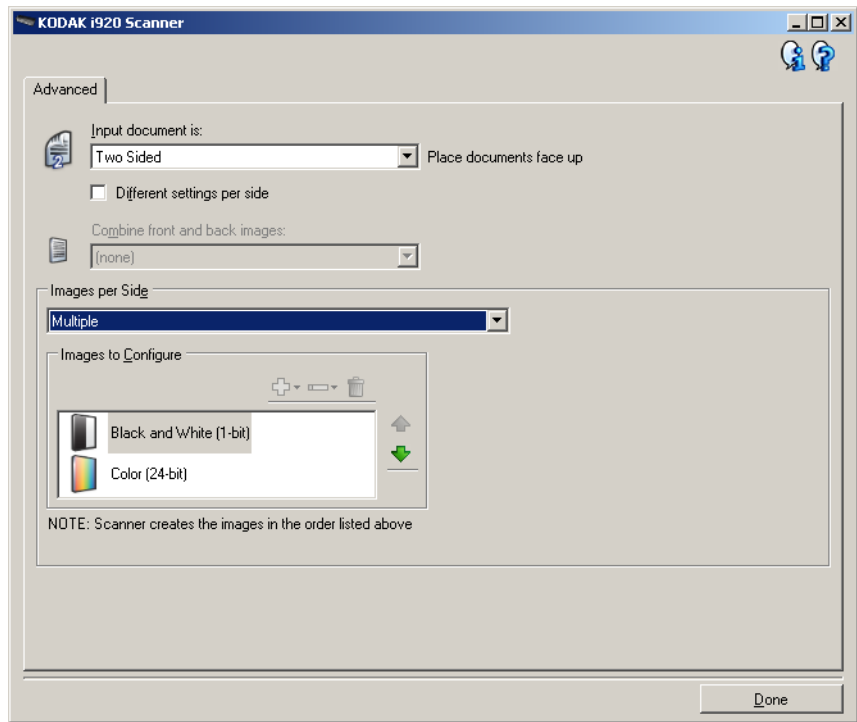 KODAK i920 Scanner
Advanced
Input document is:
Two Sided
Place documents face up
Different settings per side
Combine front and back images:
(none)
Images per Side
Multiple
Images to Configure
Black and White (1-bit)
Color (24-bit)
NOTE: Scanner creates the images in the order listed above
Done